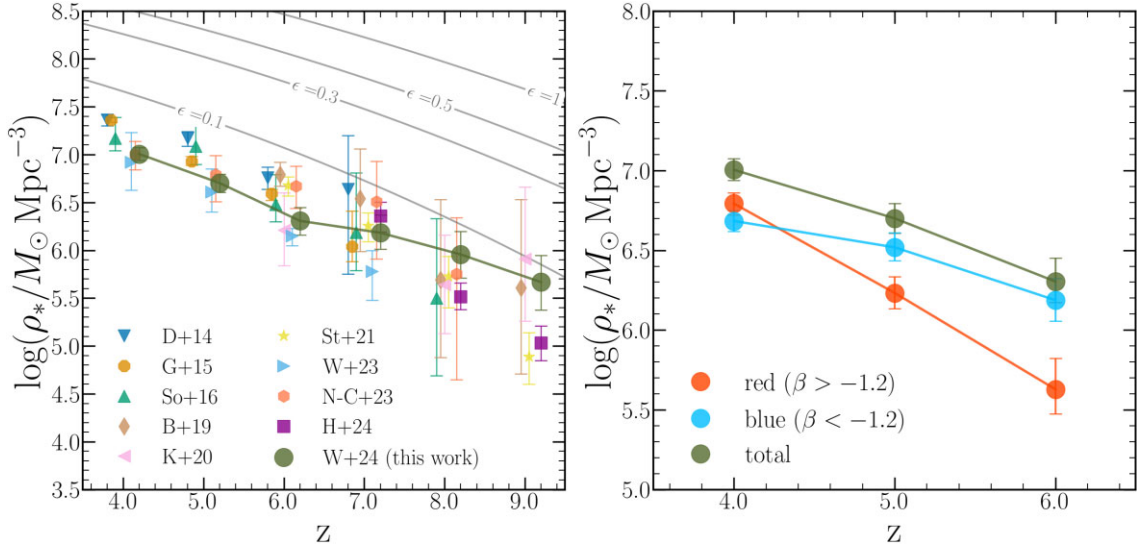 log(ρ*/M⊙ Mpc⁻³)
8.5
8.0
7.5
7.0
6.5
6.0
5.5
5.0
4.5
4.0
3.5
ϵ=0.1
ϵ=0.3
ϵ=0.5
ϵ=1
D+14
G+15
So+16
B+19
K+20
St+21
W+23
N-C+23
H+24
W+24 (this work)
4.0 5.0 6.0 7.0 8.0 9.0
z
log(ρ*/M⊙ Mpc⁻³)
8.0
7.5
7.0
6.5
6.0
5.5
5.0
red (β > −1.2)
blue (β < −1.2)
total
4.0 5.0 6.0
z